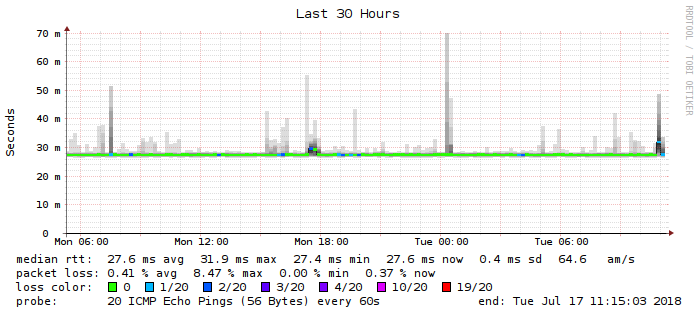 Last 30 Hours
RRDTOOL / TOBI OETIKER
Seconds
70 m
60 m
50 m
40 m
30 m
20 m
10 m
0
Mon 06:00 Mon 12:00 Mon 18:00 Tue 00:00 Tue 06:00
median rtt: 27.6 ms avg 31.9 ms max 27.4 ms min 27.6 ms now 0.4 ms sd 64.6 am/s
packet loss: 0.41 % avg 8.47 % max 0.00 % min 0.37 % now
loss color: 0 1/20 2/20 3/20 4/20 10/20 19/20
probe: 20 ICMP Echo Pings (56 Bytes) every 60s end: Tue Jul 17 11:15:03 2018